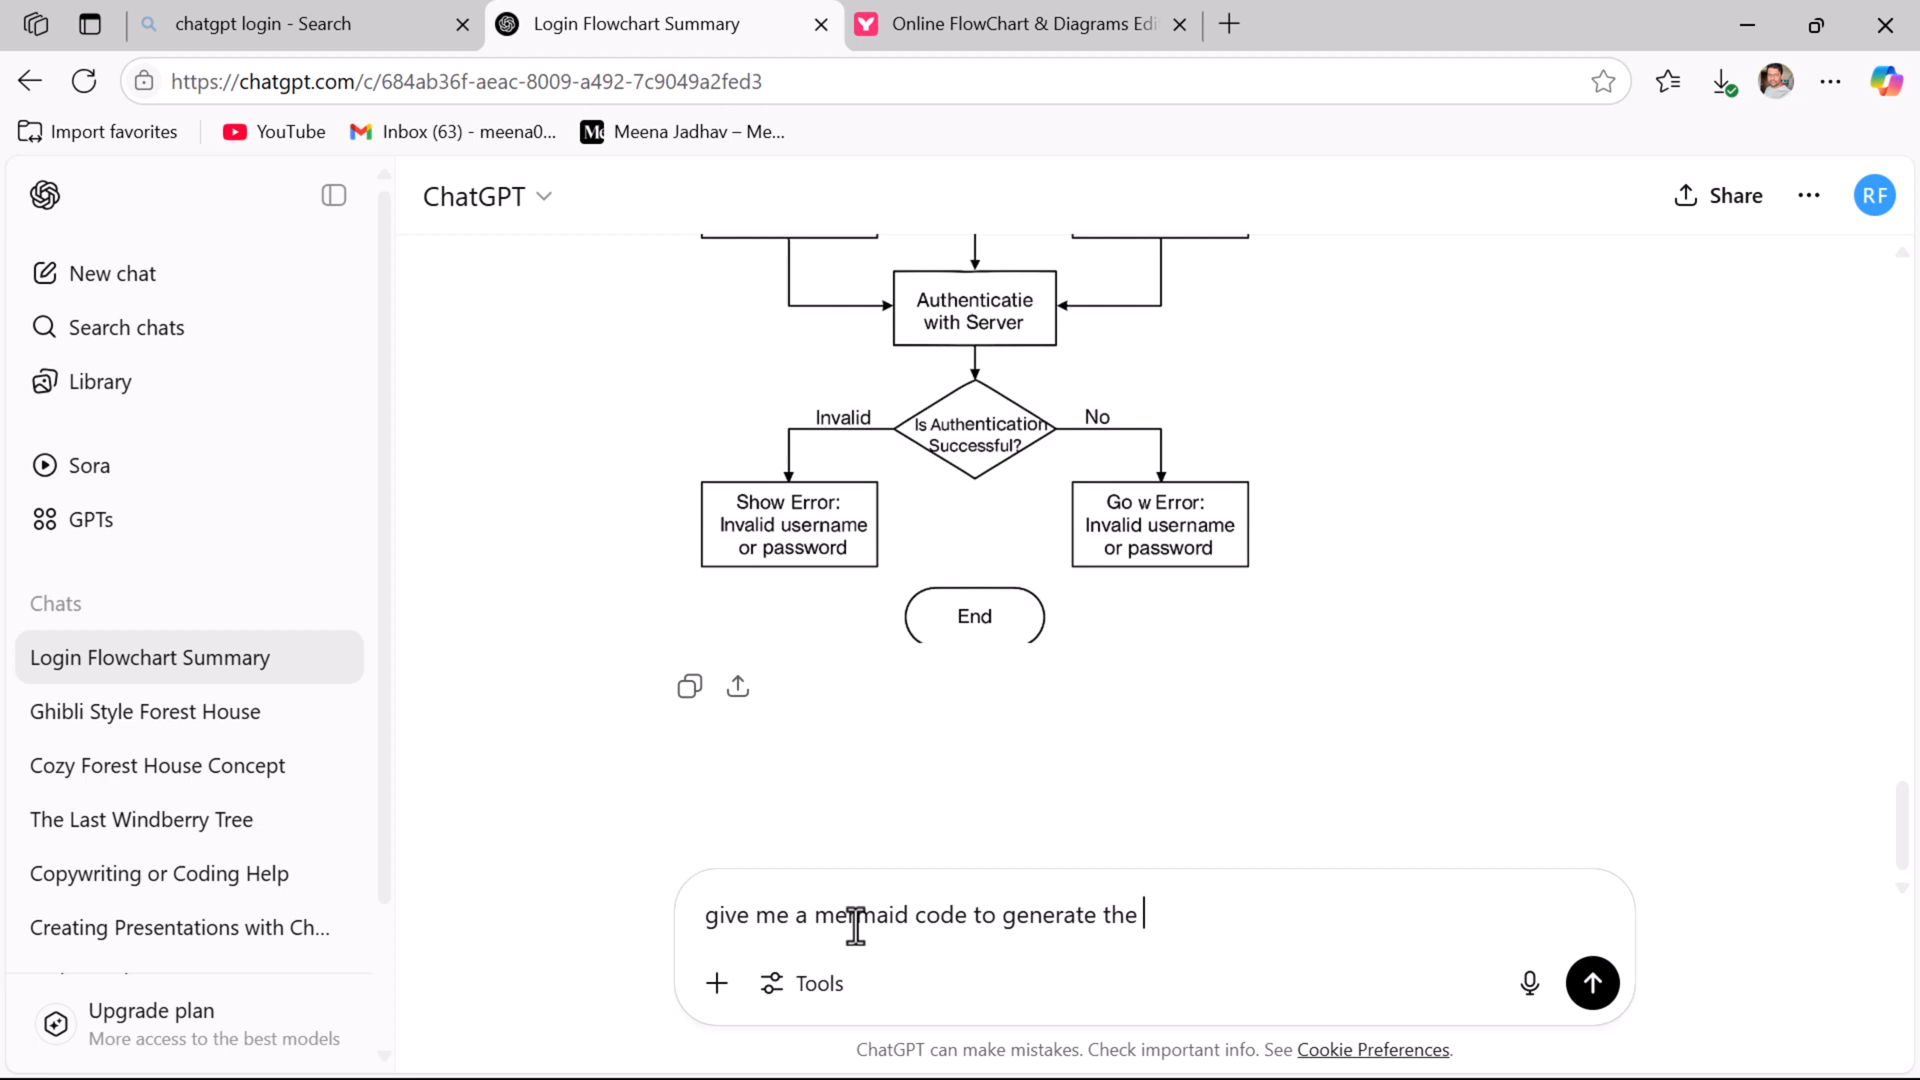 chatgpt login - Search
Login Flowchart Summary
Online FlowChart & Diagrams Edi
https://chatgpt.com/c/684ab36f-aeac-8009-a492-7c9049a2fed3
Import favorites
YouTube
Inbox (63) - meena0...
Meena Jadhav – Me...
ChatGPT
Share
RF
New chat
Search chats
Library
Sora
GPTs
Chats
Login Flowchart Summary
Ghibli Style Forest House
Cozy Forest House Concept
The Last Windberry Tree
Copywriting or Coding Help
Creating Presentations with Ch...
Upgrade plan
More access to the best models
Authenticatie
with Server
Invalid
Is Authentication
Successful?
No
Show Error:
Invalid username
or password
Go w Error:
Invalid username
or password
End
give me a mermaid code to generate the
Tools
ChatGPT can make mistakes. Check important info. See Cookie Preferences.